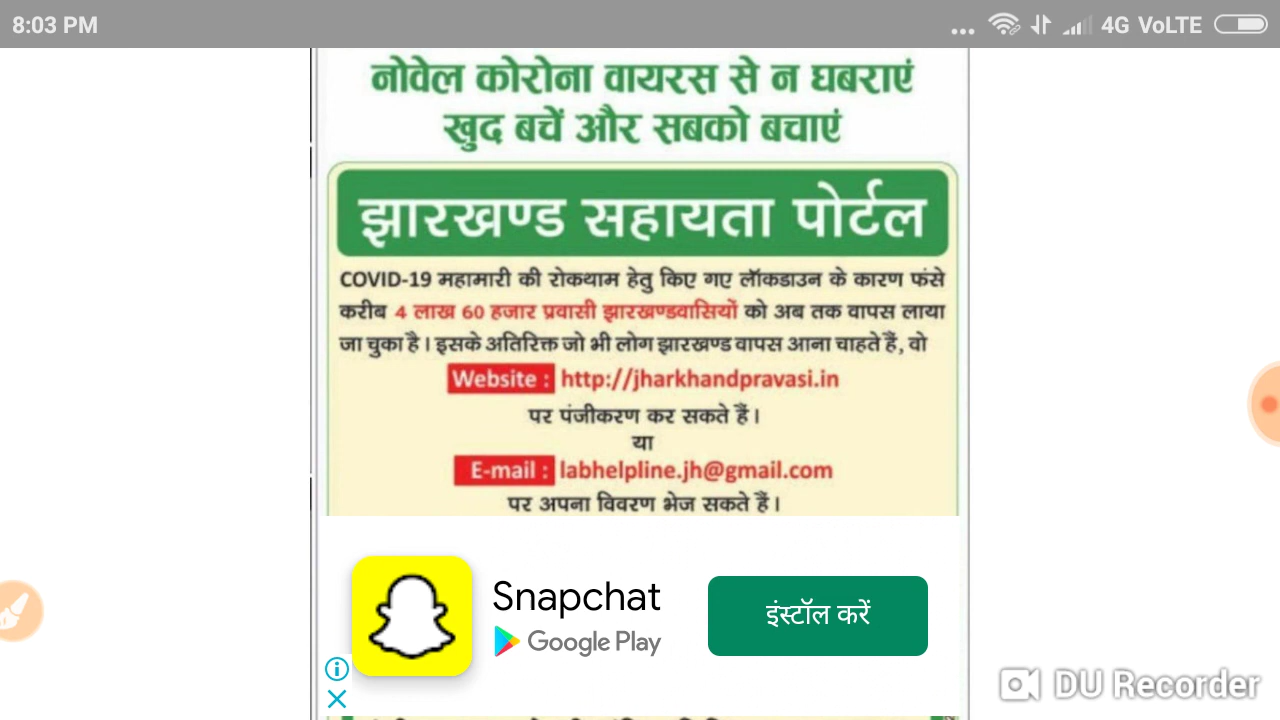 8:03 PM
... 4G VoLTE
नोवेल कोरोना वायरस से न घबराएं
खुद बचें और सबको बचाएं
झारखण्ड सहायता पोर्टल
COVID-19 महामारी की रोकथाम हेतु किए गए लॉकडाउन के कारण फंसे
करीब 4 लाख 60 हजार प्रवासी झारखण्डवासियों को अब तक वापस लाया
जा चुका है। इसके अतिरिक्त जो भी लोग झारखण्ड वापस आना चाहते हैं, वो
Website : http://jharkhandpravasi.in
पर पंजीकरण कर सकते हैं।
या
E-mail : labhelpline.jh@gmail.com
पर अपना विवरण भेज सकते हैं।
Snapchat
Google Play
इंस्टॉल करें
DU Recorder